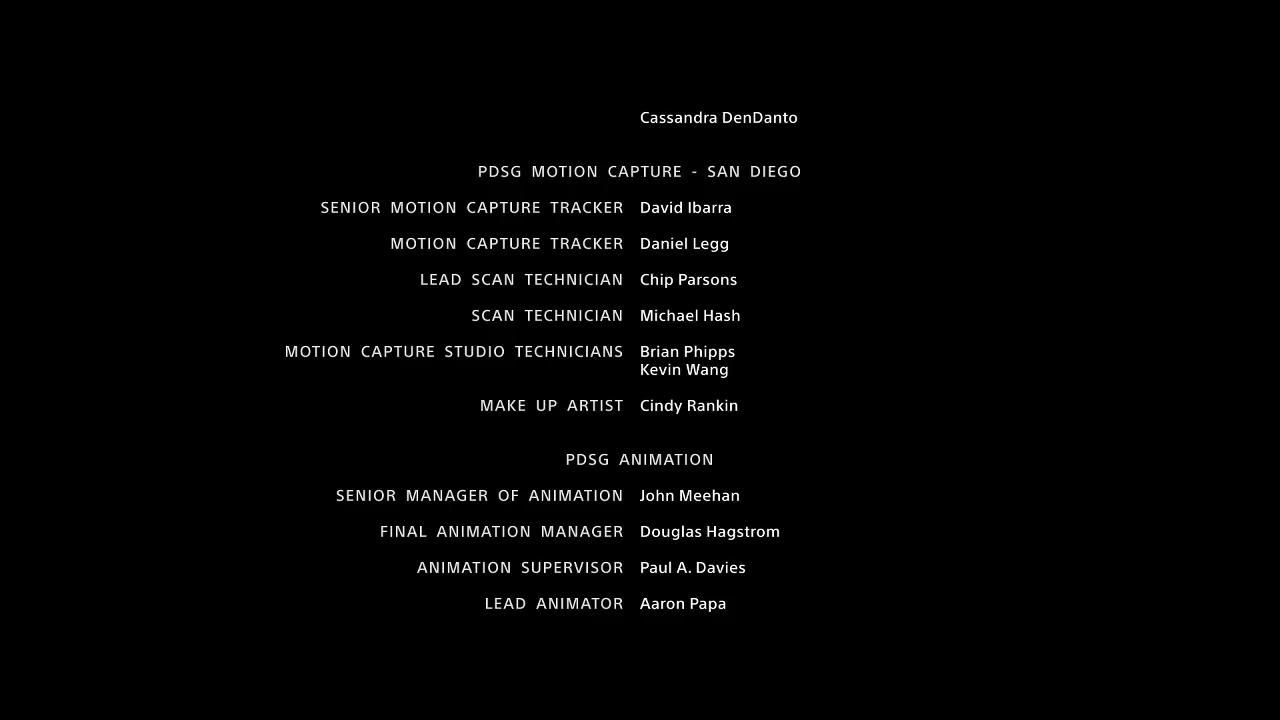 Cassandra DenDanto
PDSG MOTION CAPTURE - SAN DIEGO
SENIOR MOTION CAPTURE TRACKER David Ibarra
MOTION CAPTURE TRACKER Daniel Legg
LEAD SCAN TECHNICIAN Chip Parsons
SCAN TECHNICIAN Michael Hash
MOTION CAPTURE STUDIO TECHNICIANS Brian Phipps
Kevin Wang
MAKE UP ARTIST Cindy Rankin
PDSG ANIMATION
SENIOR MANAGER OF ANIMATION John Meehan
FINAL ANIMATION MANAGER Douglas Hagstrom
ANIMATION SUPERVISOR Paul A. Davies
LEAD ANIMATOR Aaron Papa